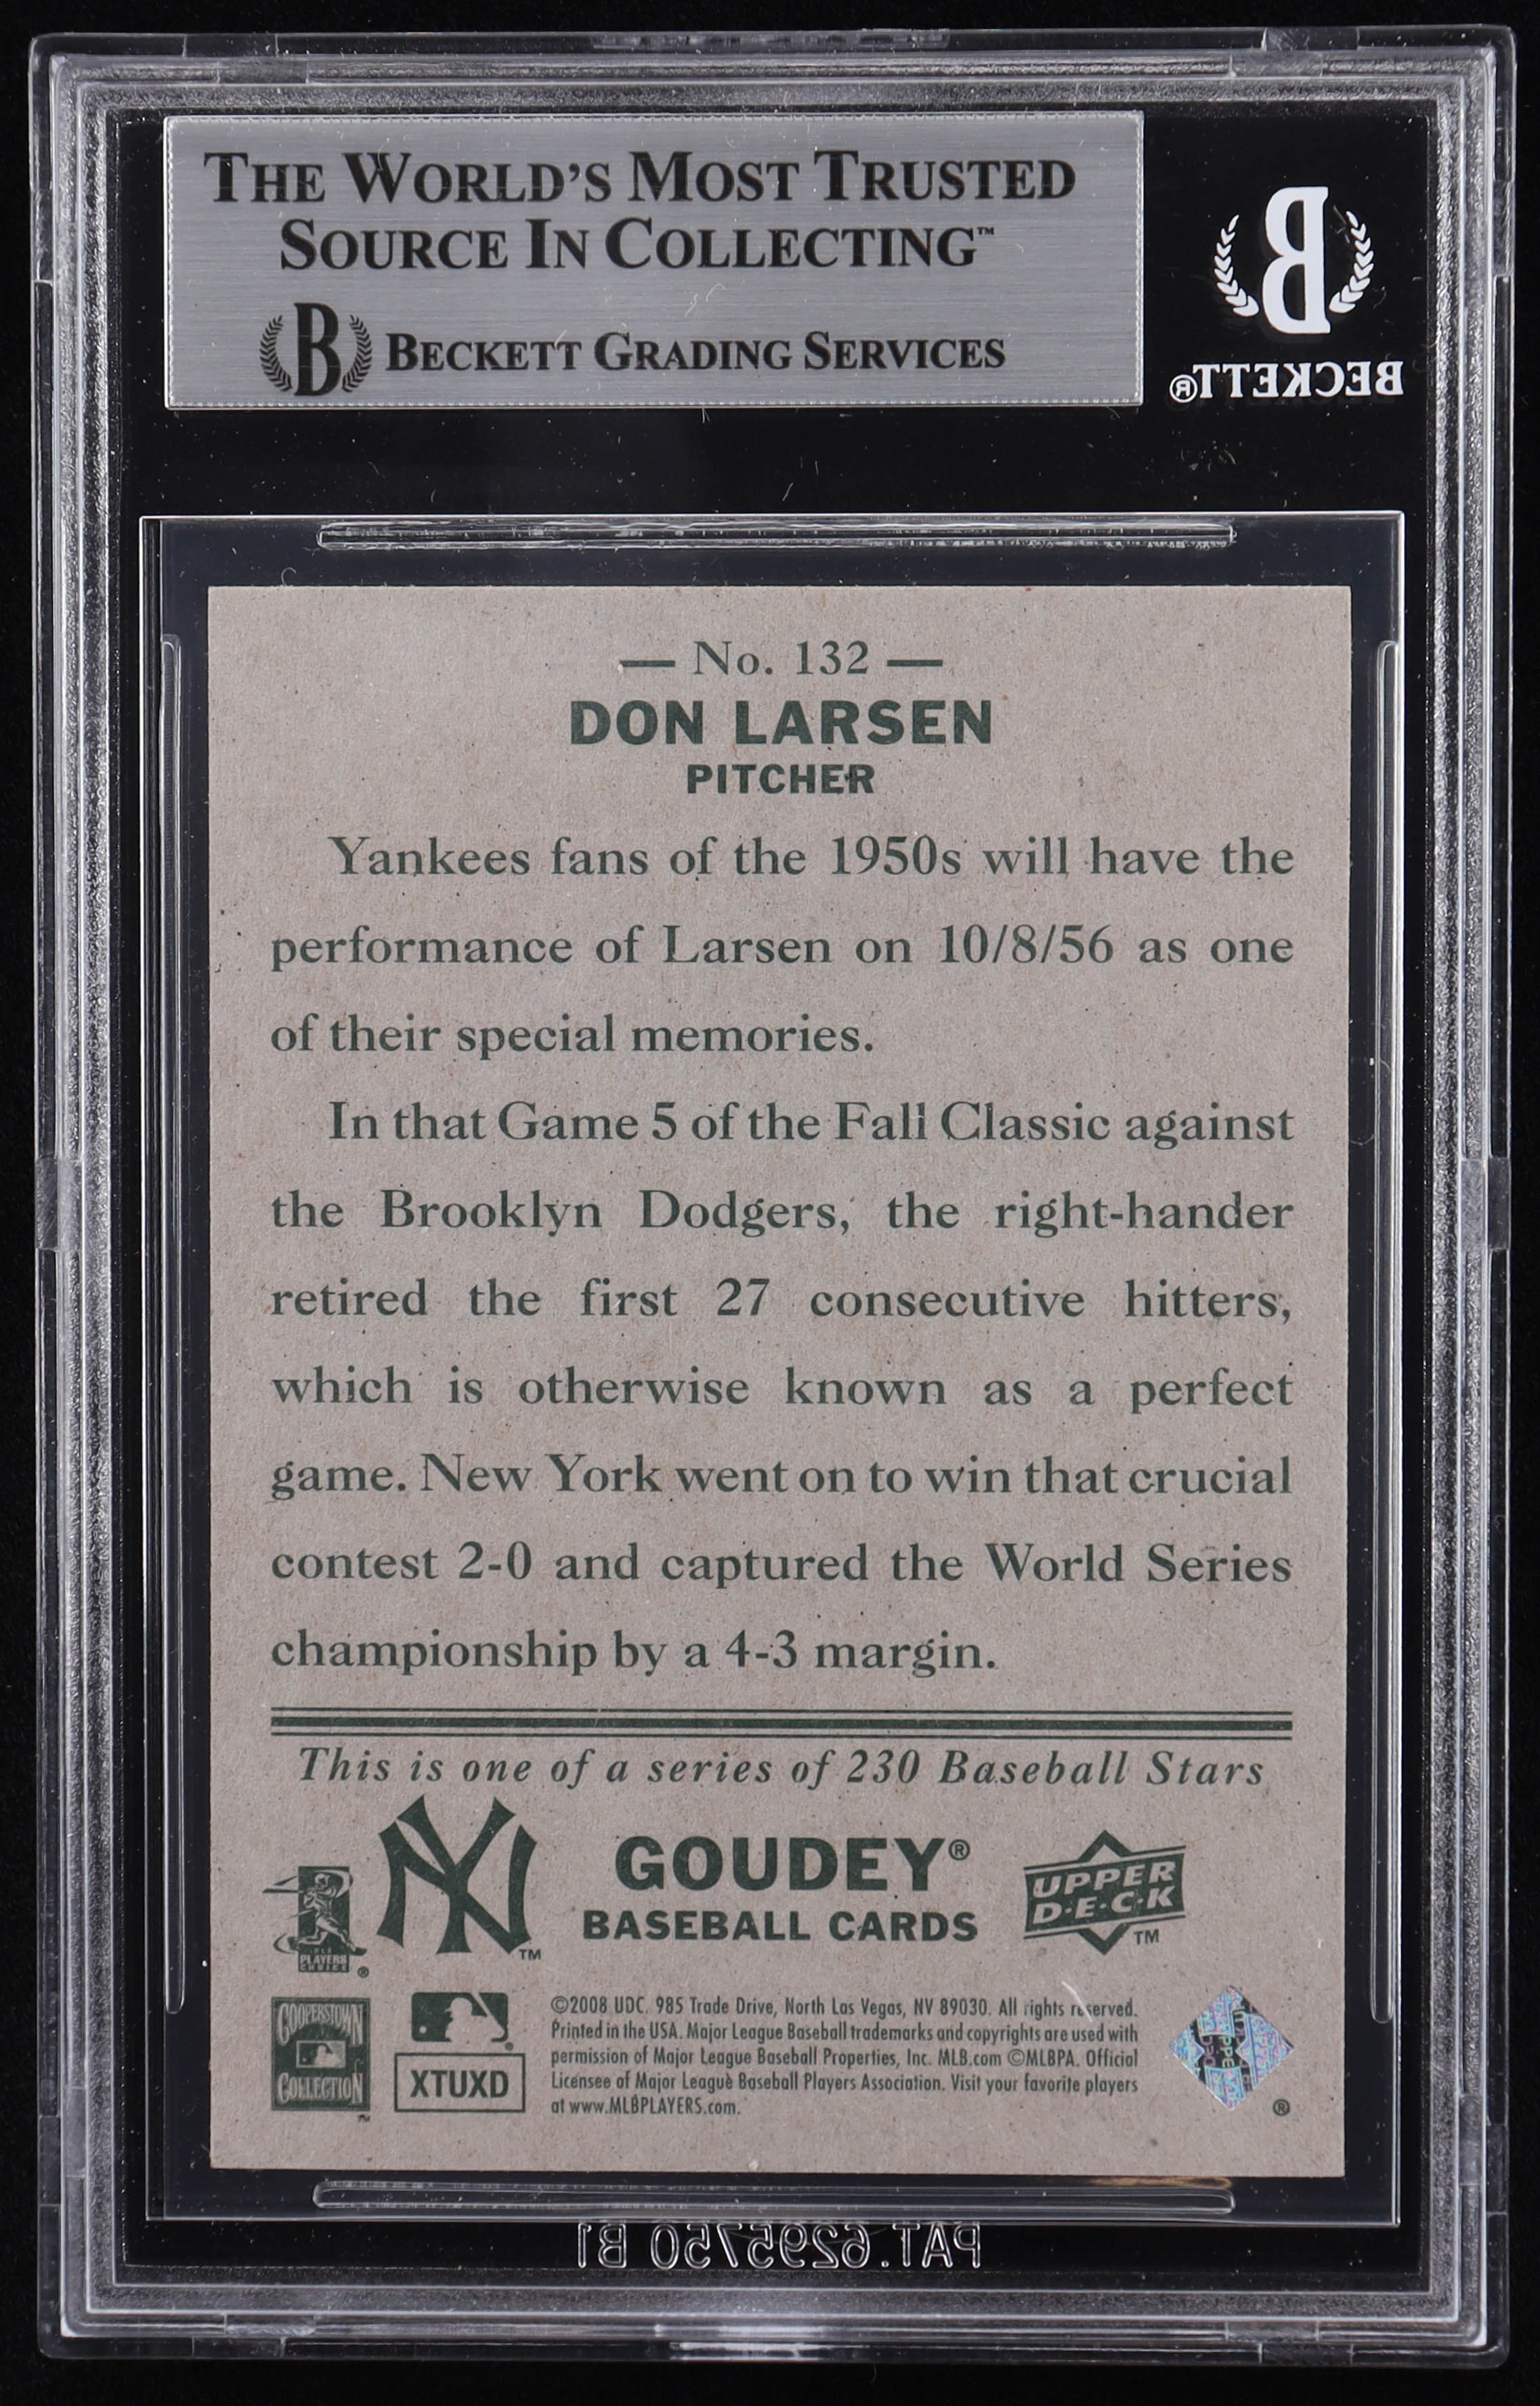 THE WORLD'S MOST TRUSTED
SOURCE IN COLLECTING™
B BECKETT GRADING SERVICES
B
BECKETT®
— No. 132 —
DON LARSEN
PITCHER
Yankees fans of the 1950s will have the
performance of Larsen on 10/8/56 as one
of their special memories.
In that Game 5 of the Fall Classic against
the Brooklyn Dodgers, the right-hander
retired the first 27 consecutive hitters,
which is otherwise known as a perfect
game. New York went on to win that crucial
contest 2-0 and captured the World Series
championship by a 4-3 margin.
This is one of a series of 230 Baseball Stars
PLAYERS
CHOICE
®
NY™
GOUDEY®
BASEBALL CARDS
UPPER
D·E·C·K
™
COOPERSTOWN
COLLECTION
™
XTUXD
©2008 UDC. 985 Trade Drive, North Las Vegas, NV 89030. All rights reserved.
Printed in the USA. Major League Baseball trademarks and copyrights are used with
permission of Major League Baseball Properties, Inc. MLB.com ©MLBPA. Official
Licensee of Major League Baseball Players Association. Visit your favorite players
at www.MLBPLAYERS.com.
®
PAT.6295750 B1